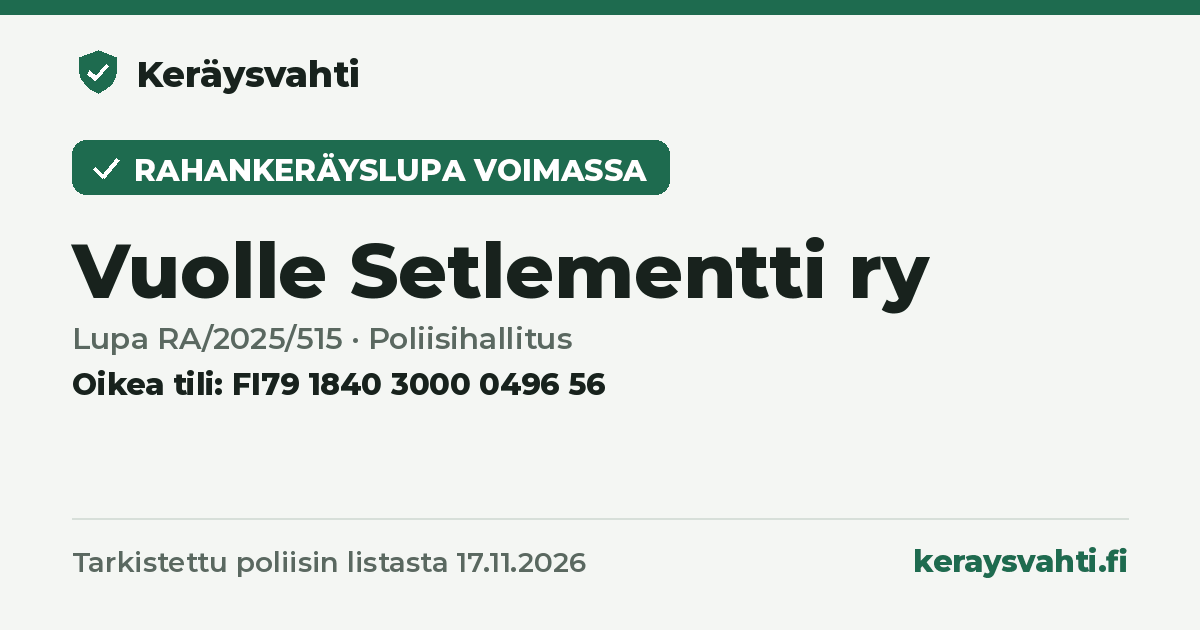 Keräysvahti
RAHANKERÄYSLUPA VOIMASSA
Vuolle Setlementti ry
Lupa RA/2025/515 · Poliisihallitus
Oikea tili: FI79 1840 3000 0496 56
Tarkistettu poliisin listasta 17.11.2026
keraysvahti.fi